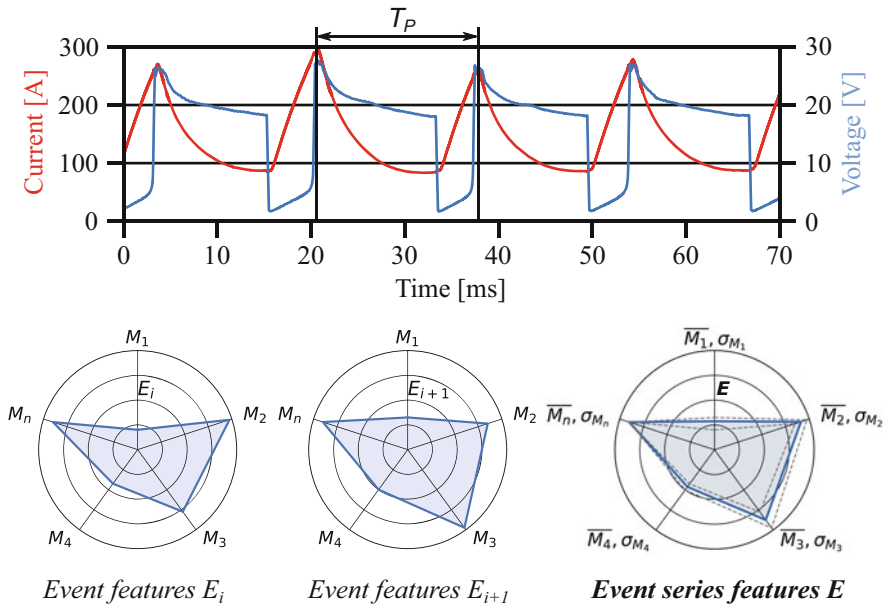 T_P
300
200
100
0
Current [A]
30
20
10
0
Voltage [V]
0 10 20 30 40 50 60 70
Time [ms]
M_1
E_i
M_n
M_2
M_4
M_3
Event features E_i
M_1
E_{i+1}
M_n
M_2
M_4
M_3
Event features E_{i+1}
\overline{M_1}, σ_{M_1}
E
\overline{M_n}, σ_{M_n}
\overline{M_2}, σ_{M_2}
\overline{M_4}, σ_{M_4}
\overline{M_3}, σ_{M_3}
Event series features E